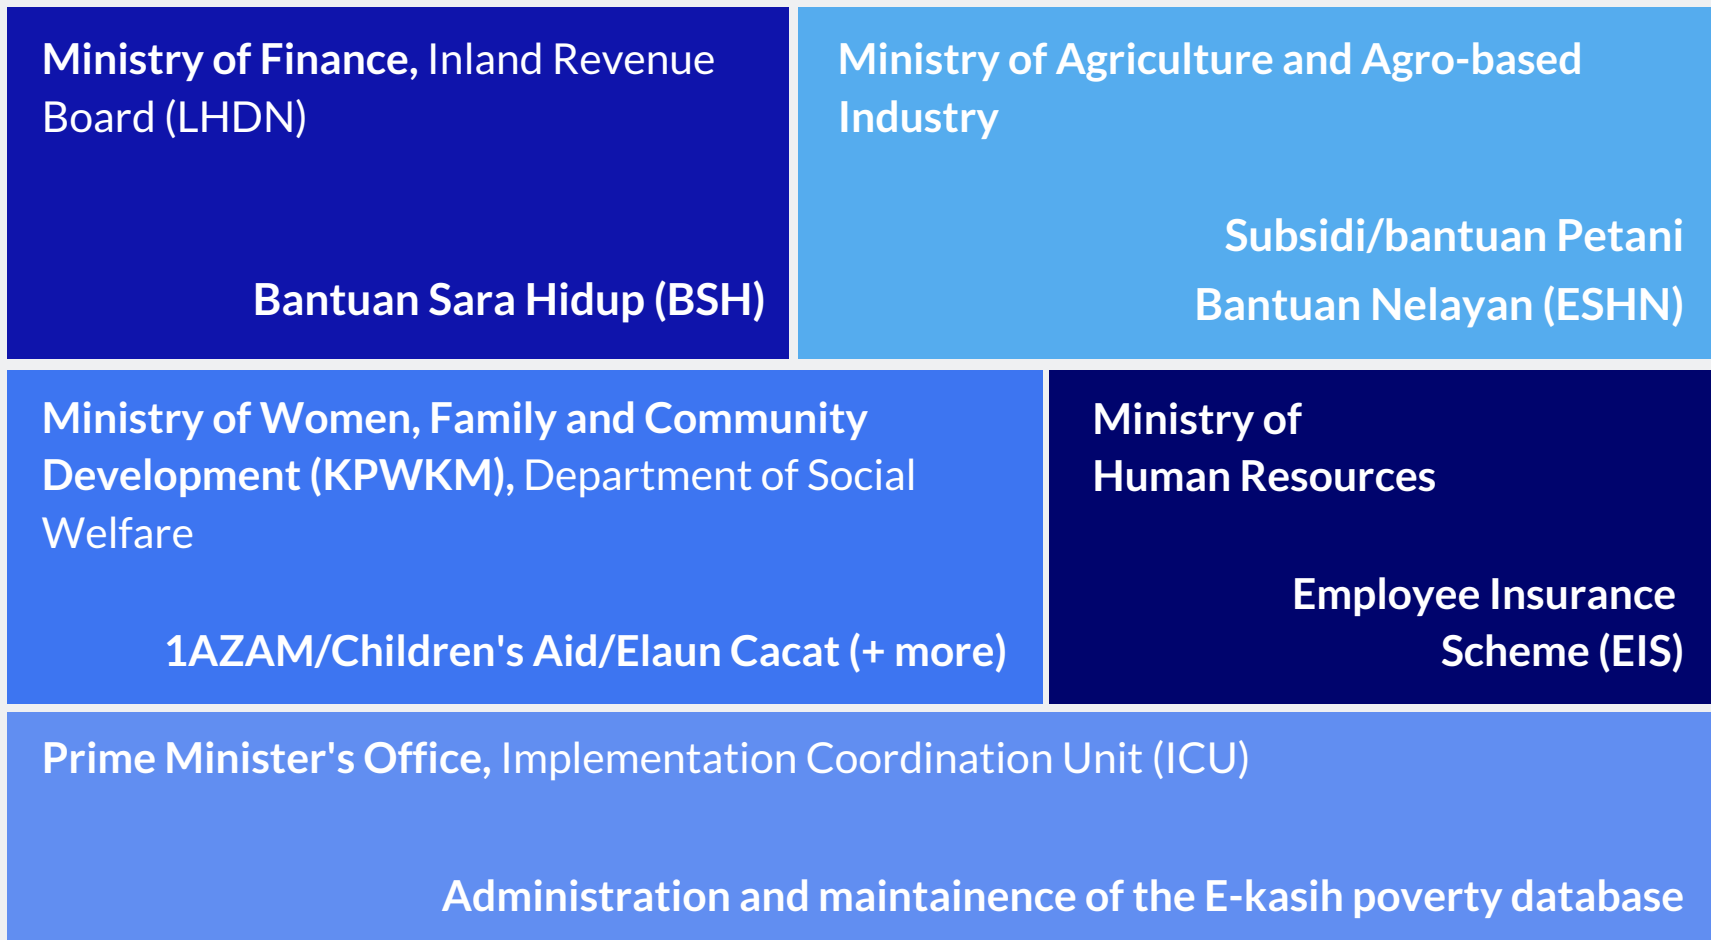 Ministry of Finance, Inland Revenue
Board (LHDN)
Bantuan Sara Hidup (BSH)
Ministry of Agriculture and Agro-based
Industry
Subsidi/bantuan Petani
Bantuan Nelayan (ESHN)
Ministry of Women, Family and Community
Development (KPWKM), Department of Social
Welfare
1AZAM/Children's Aid/Elaun Cacat (+ more)
Ministry of
Human Resources
Employee Insurance
Scheme (EIS)
Prime Minister's Office, Implementation Coordination Unit (ICU)
Administration and maintainence of the E-kasih poverty database